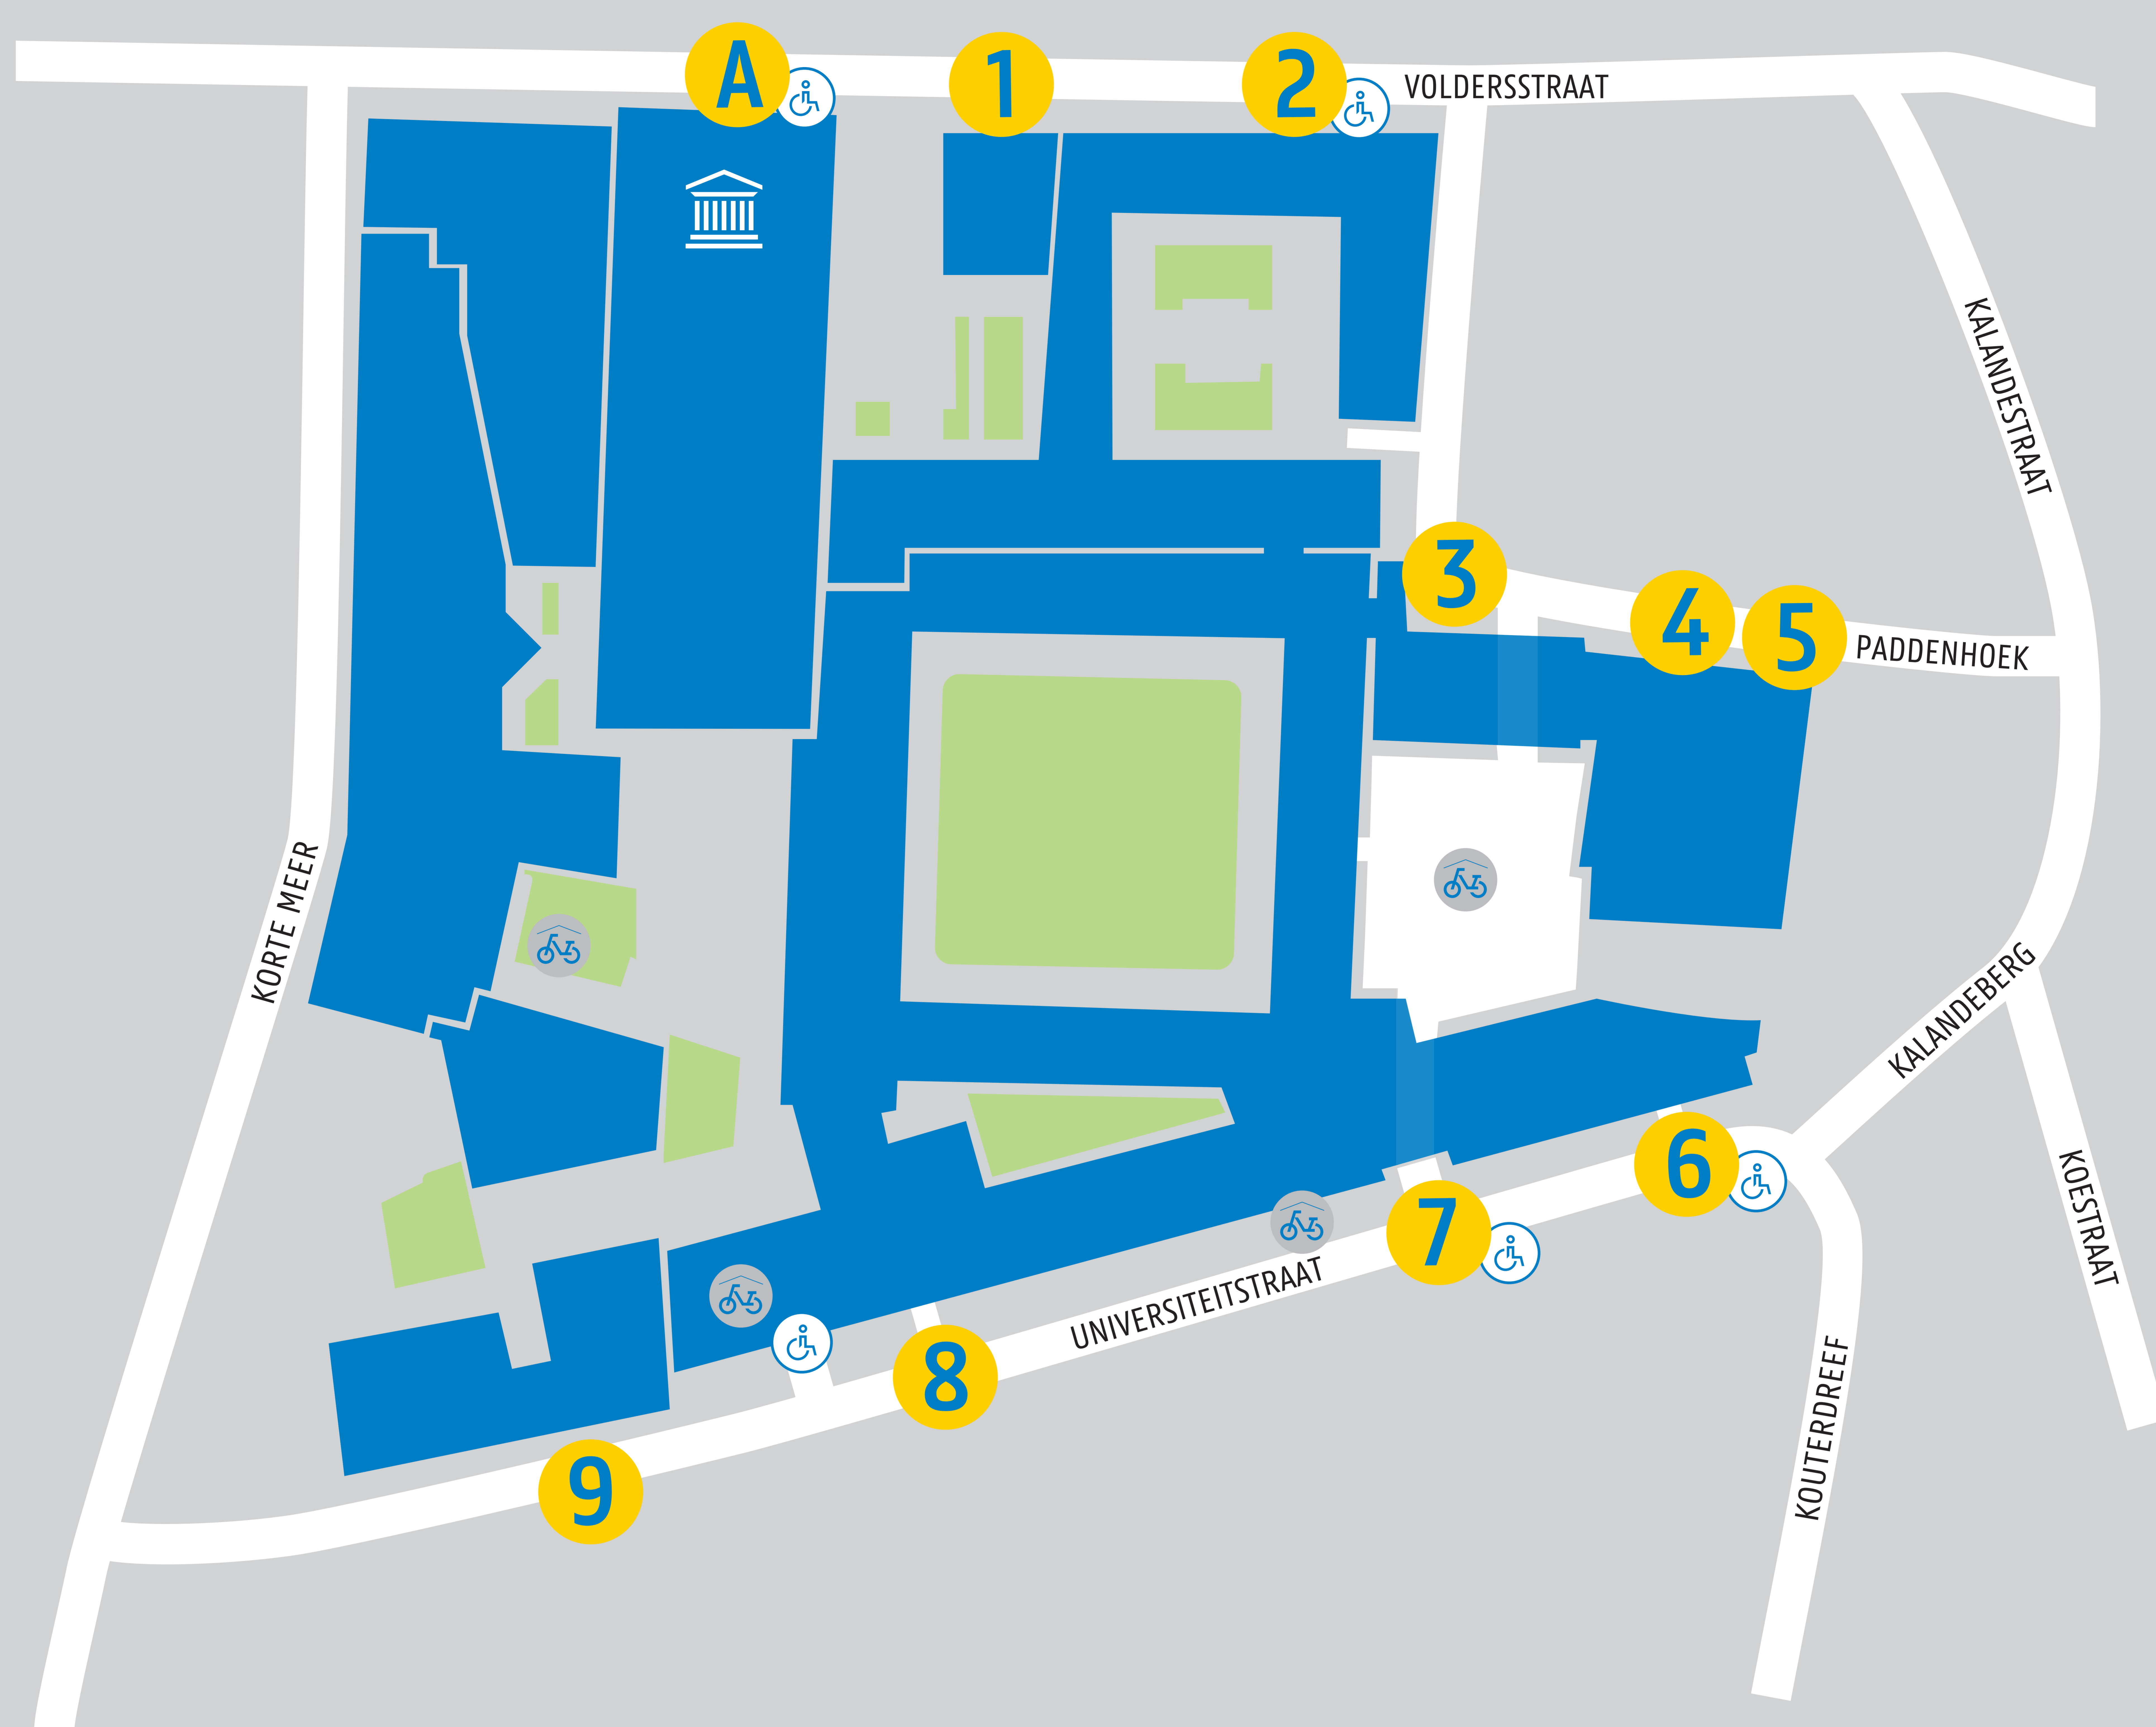 A
1
2
VOLDERSSTRAAT
KALANDESTRAAT
3
4
5
PADDENHOEK
KORTE MEER
KALANDEBERG
6
KOESTRAAT
7
UNIVERSITEITSTRAAT
8
KOUTERDREEF
9